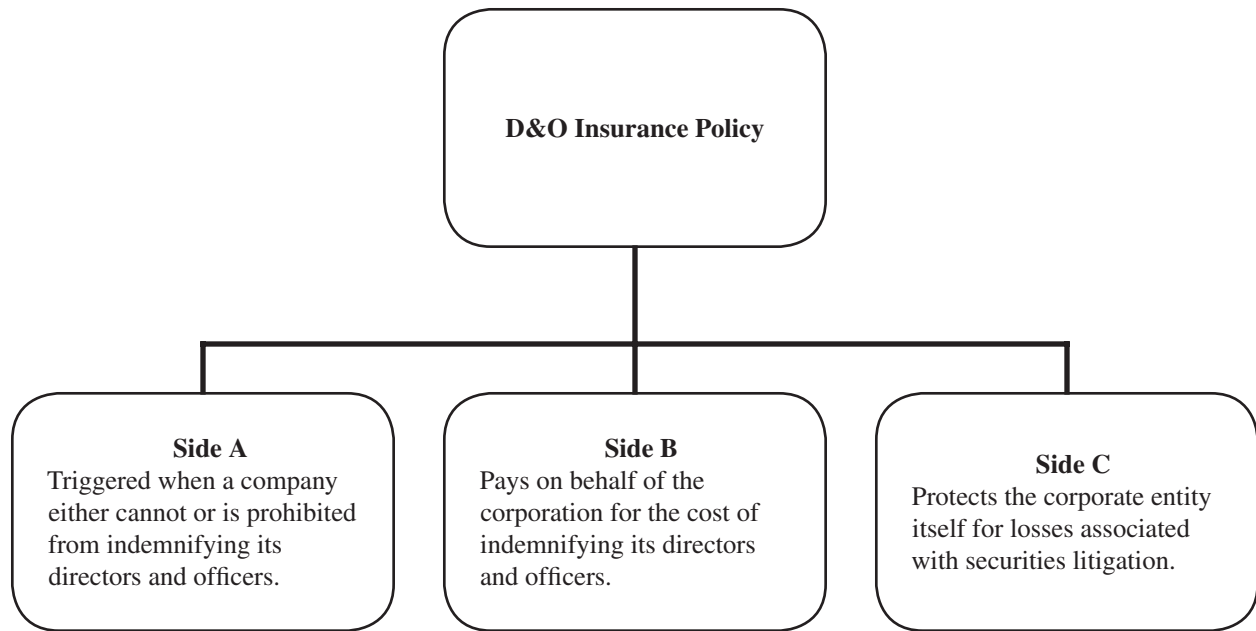 D&O Insurance Policy
Side A
Triggered when a company
either cannot or is prohibited
from indemnifying its
directors and officers.
Side B
Pays on behalf of the
corporation for the cost of
indemnifying its directors
and officers.
Side C
Protects the corporate entity
itself for losses associated
with securities litigation.